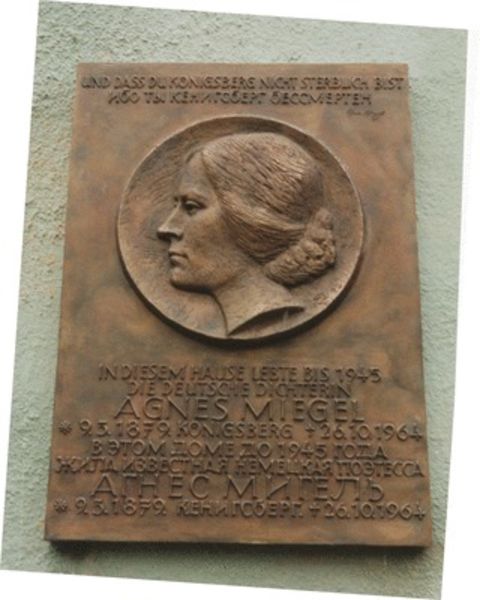 UND DASS DU KÖNIGSBERG NICHT STERBLICH BIST
ИБО ТЫ КЕНИГСБЕРГ БЕССМЕРТЕН
IN DIESEM HAUSE LEBTE BIS 1945
DIE DEUTSCHE DICHTERIN
AGNES MIEGEL
* 9.3.1879 KÖNIGSBERG + 26.10.1964
В ЭТОМ ДОМЕ ДО 1945 ГОДА
ЖИЛА ИЗВЕСТНАЯ НЕМЕЦКАЯ ПОЭТЕССА
АГНЕС МИГЕЛЬ
* 9.3.1879. КЕНИГСБЕРГ. + 26.10.1964